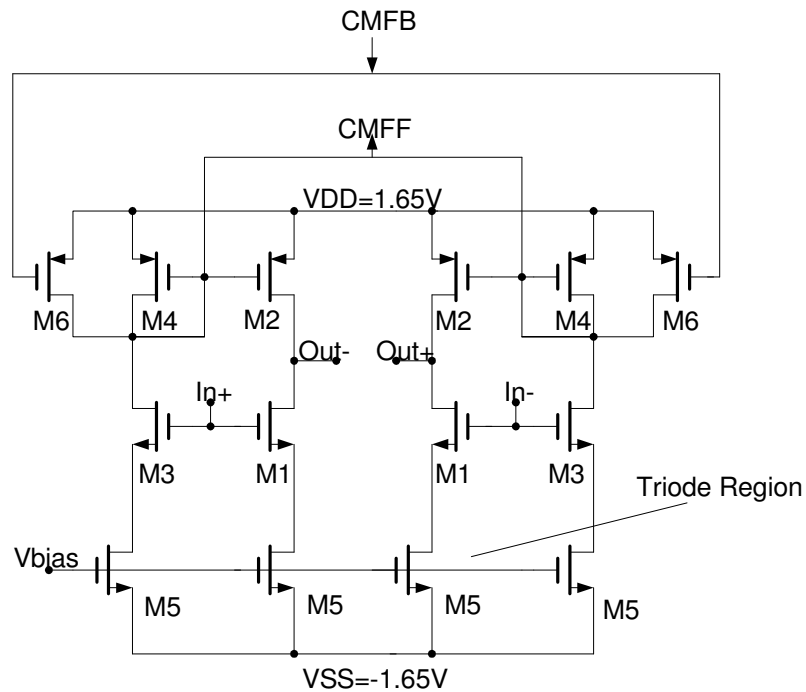 CMFB
CMFF
VDD=1.65V
M6
M4
M2
M2
M4
M6
Out-
Out+
In+
In-
M3
M1
M1
M3
Triode Region
Vbias
M5
M5
M5
M5
VSS=-1.65V